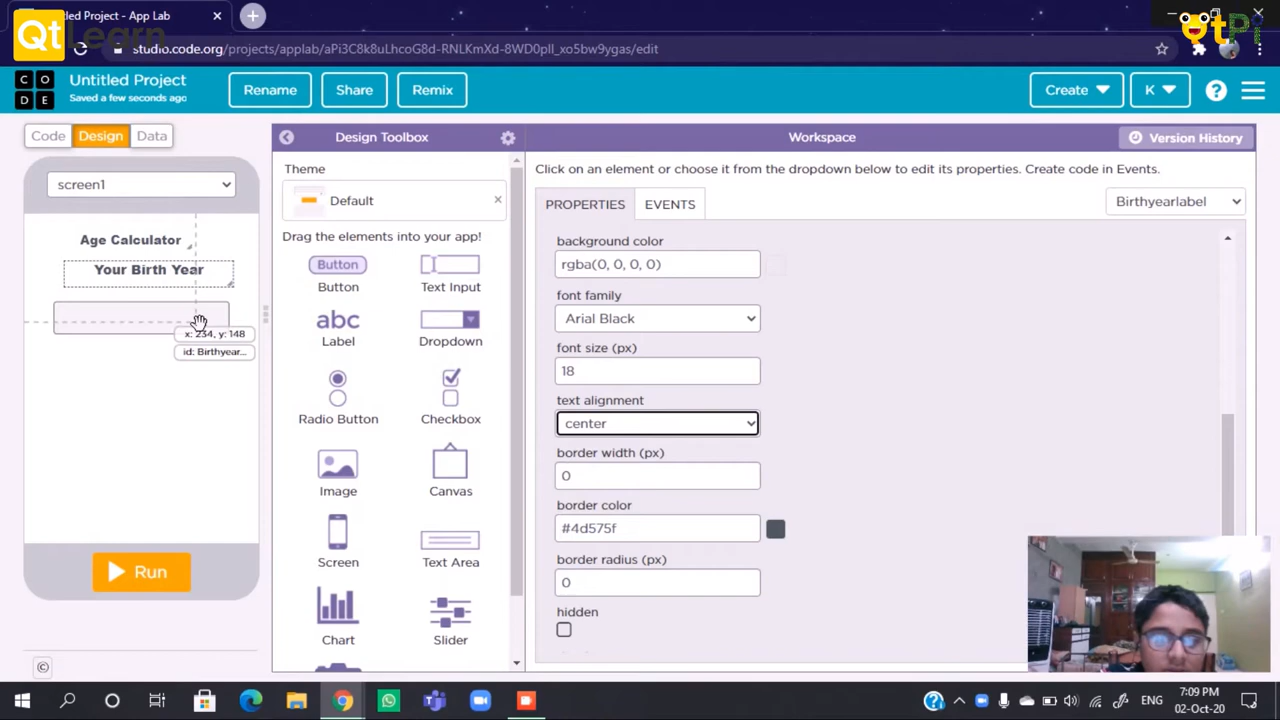 Untitled Project - App Lab
Qt Learn
studio.code.org/projects/applab/aPi3C8k8uLhcoG8d-RNLKmXd-8WD0plI_xo5bw9ygas/edit
QtPi
CODE
Untitled Project
Saved a few seconds ago
Rename
Share
Remix
Create
K
?
Code
Design
Data
Design Toolbox
Workspace
Version History
screen1
Theme
Default
Drag the elements into your app!
Click on an element or choose it from the dropdown below to edit its properties. Create code in Events.
PROPERTIES
EVENTS
Birthyearlabel
Age Calculator
Your Birth Year
x: 234, y: 148
id: Birthyear...
Run
©
Button
Button
Text Input
abc
Label
Dropdown
Radio Button
Checkbox
Image
Canvas
Screen
Text Area
Chart
Slider
background color
rgba(0, 0, 0, 0)
font family
Arial Black
font size (px)
18
text alignment
center
border width (px)
0
border color
#4d575f
border radius (px)
0
hidden
ENG
7:09 PM
02-Oct-20